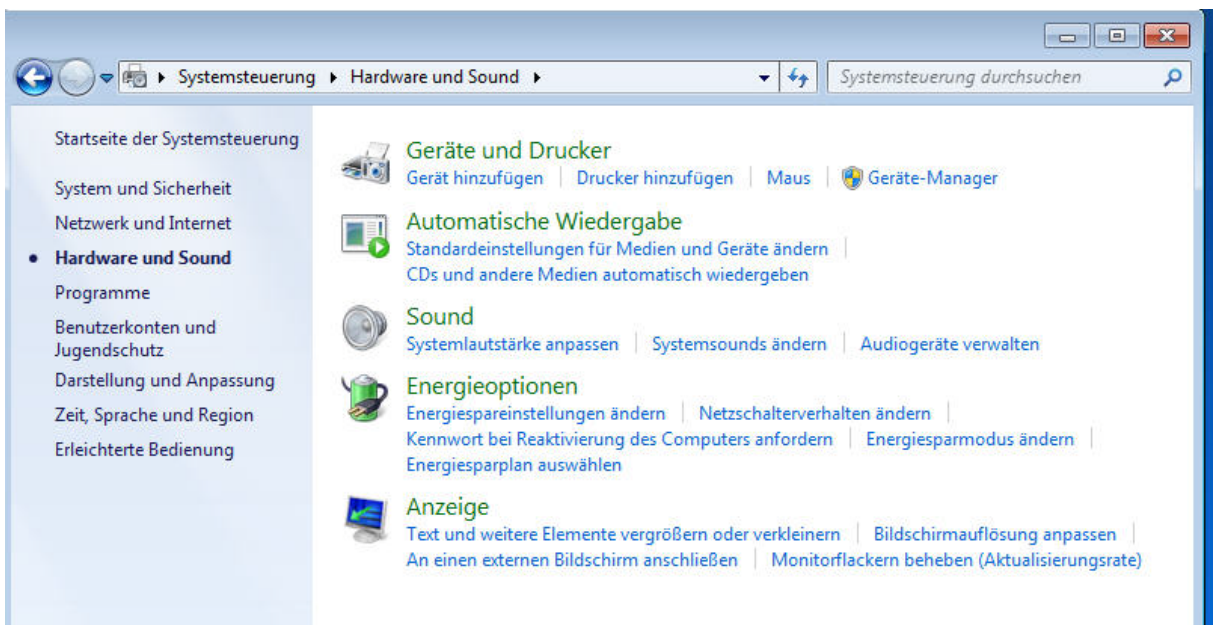 Systemsteuerung Hardware und Sound Systemsteuerung durchsuchen
Startseite der Systemsteuerung
System und Sicherheit
Netzwerk und Internet
Hardware und Sound
Programme
Benutzerkonten und
Jugendschutz
Darstellung und Anpassung
Zeit, Sprache und Region
Erleichterte Bedienung
Geräte und Drucker
Gerät hinzufügen Drucker hinzufügen Maus Geräte-Manager
Automatische Wiedergabe
Standardeinstellungen für Medien und Geräte ändern
CDs und andere Medien automatisch wiedergeben
Sound
Systemlautstärke anpassen Systemsounds ändern Audiogeräte verwalten
Energieoptionen
Energiespareinstellungen ändern Netzschalterverhalten ändern
Kennwort bei Reaktivierung des Computers anfordern Energiesparmodus ändern
Energiesparplan auswählen
Anzeige
Text und weitere Elemente vergrößern oder verkleinern Bildschirmauflösung anpassen
An einen externen Bildschirm anschließen Monitorflackern beheben (Aktualisierungsrate)